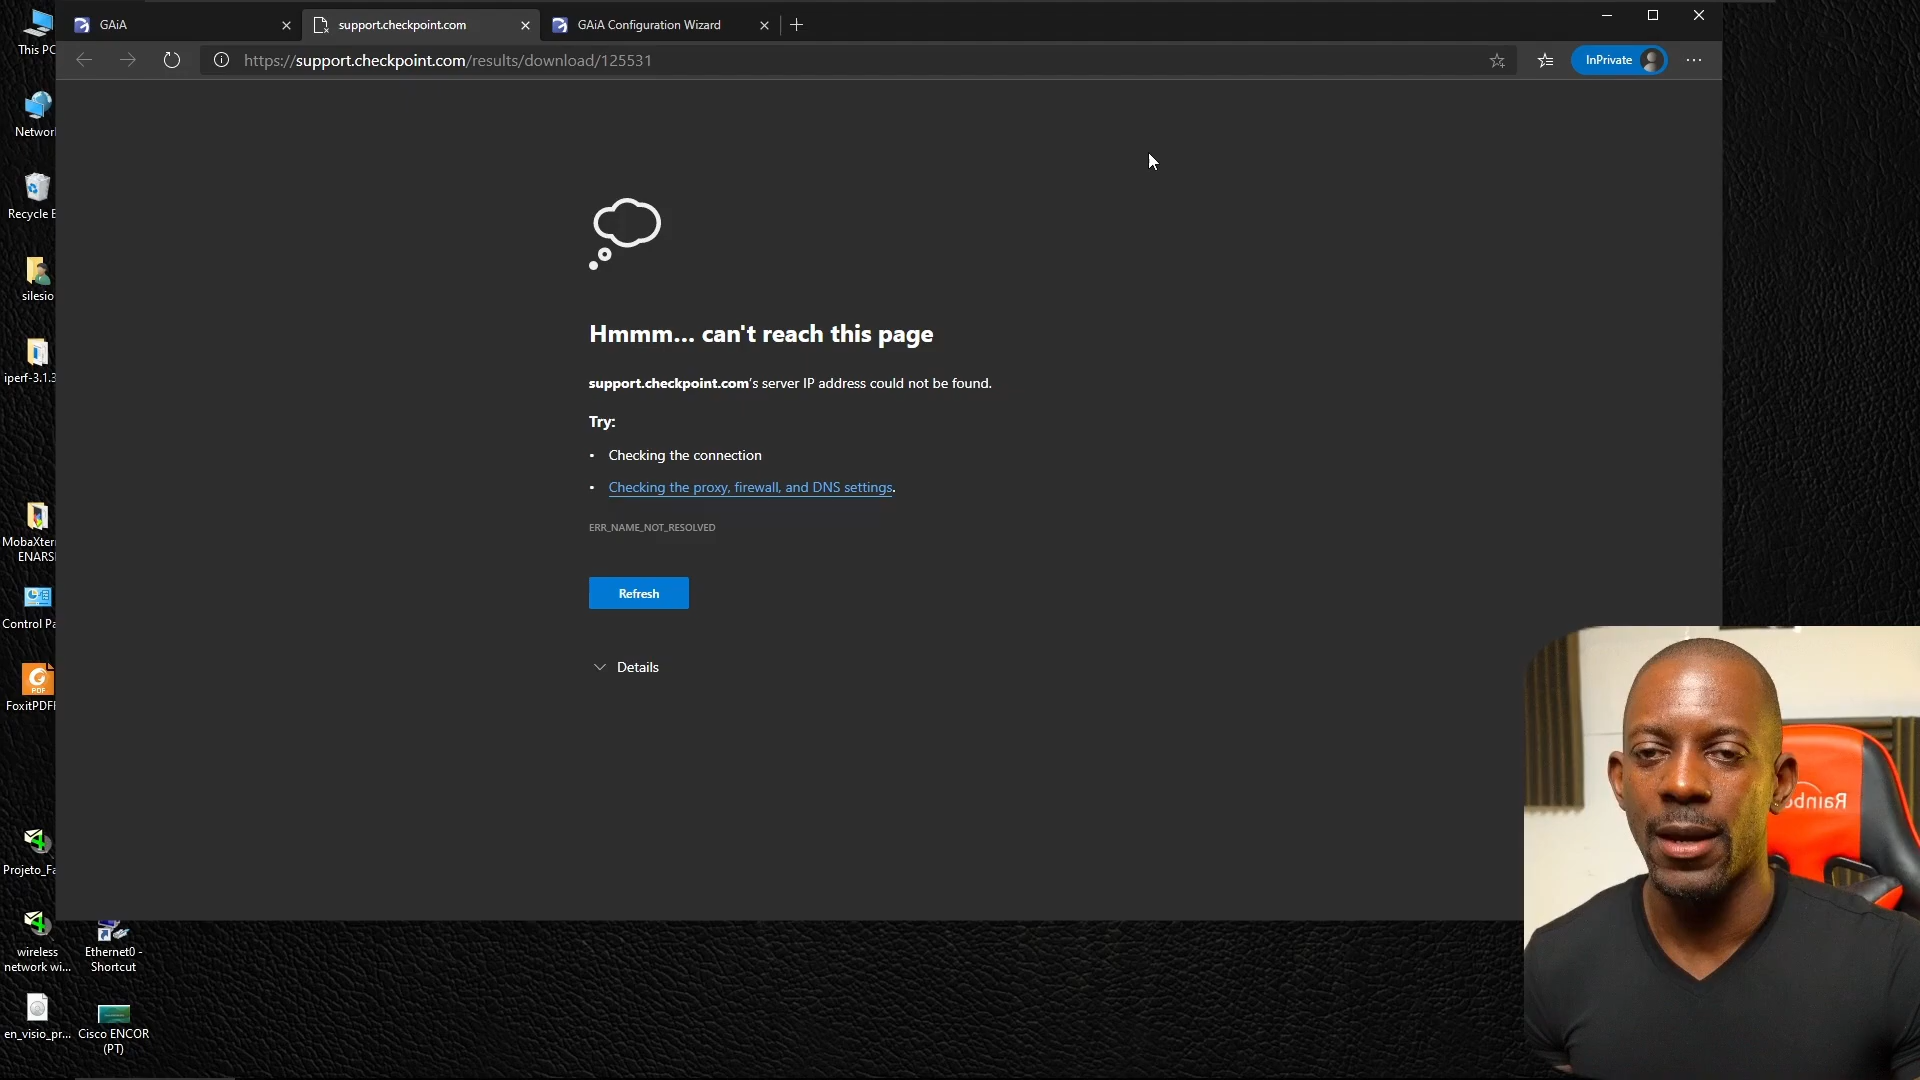 GAiA
support.checkpoint.com
GAiA Configuration Wizard
https://support.checkpoint.com/results/download/125531
InPrivate
This PC
Networ
Recycle B
silesio
iperf-3.1.3
MobaXter
ENARS
Control Pa
PDF
FoxitPDF
Projeto_Fa
wireless
network wi...
Ethernet0 -
Shortcut
en_visio_pr...
Cisco ENCOR
(PT)
Hmmm... can't reach this page
support.checkpoint.com's server IP address could not be found.
Try:
• Checking the connection
• Checking the proxy, firewall, and DNS settings.
ERR_NAME_NOT_RESOLVED
Refresh
Details